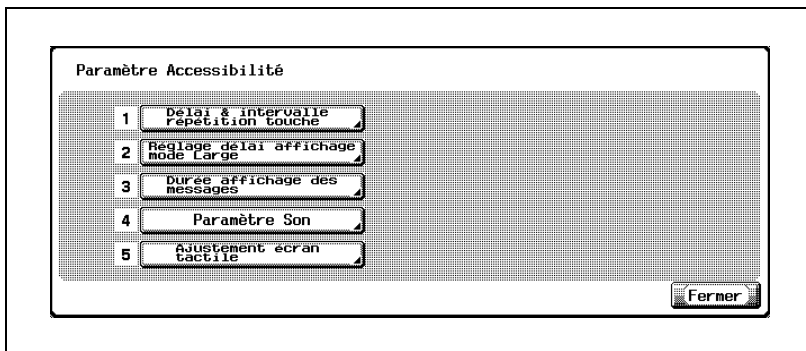 Paramètre Accessibilité
1 Délai & intervalle
répétition touche
2 Réglage délai affichage
mode Large
3 Durée affichage des
messages
4 Paramètre Son
5 Ajustement écran
tactile
Fermer